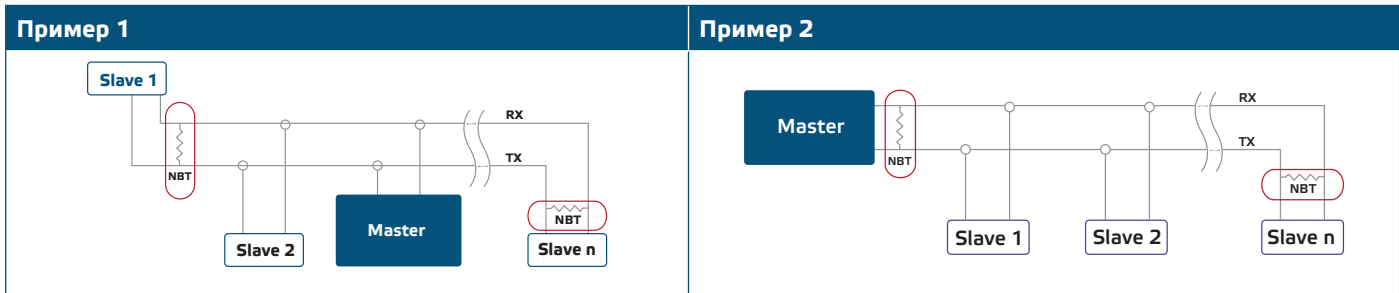 Пример 1
Slave 1
RX
TX
NBT
NBT
Master
Slave 2
Slave n
Пример 2
Master
RX
TX
NBT
NBT
Slave 1
Slave 2
Slave n